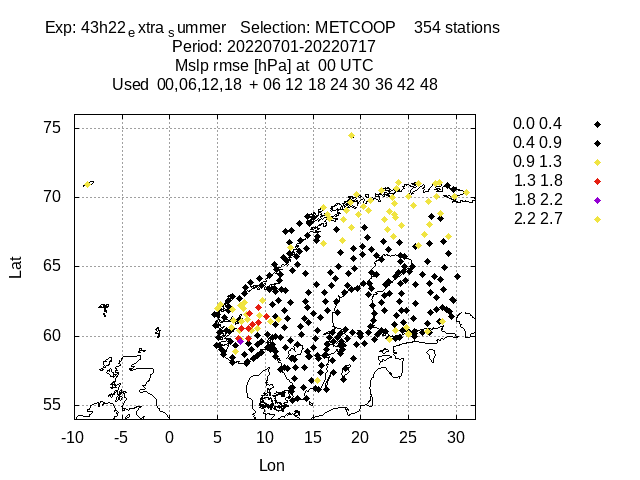 Exp: 43h22extrasummer Selection: METCOOP 354 stations
Period: 20220701-20220717
Mslp rmse [hPa] at 00 UTC
Used 00,06,12,18 + 06 12 18 24 30 36 42 48
0.0 0.4
0.4 0.9
0.9 1.3
1.3 1.8
1.8 2.2
2.2 2.7
75
70
65
60
55
Lat
-10 -5 0 5 10 15 20 25 30
Lon